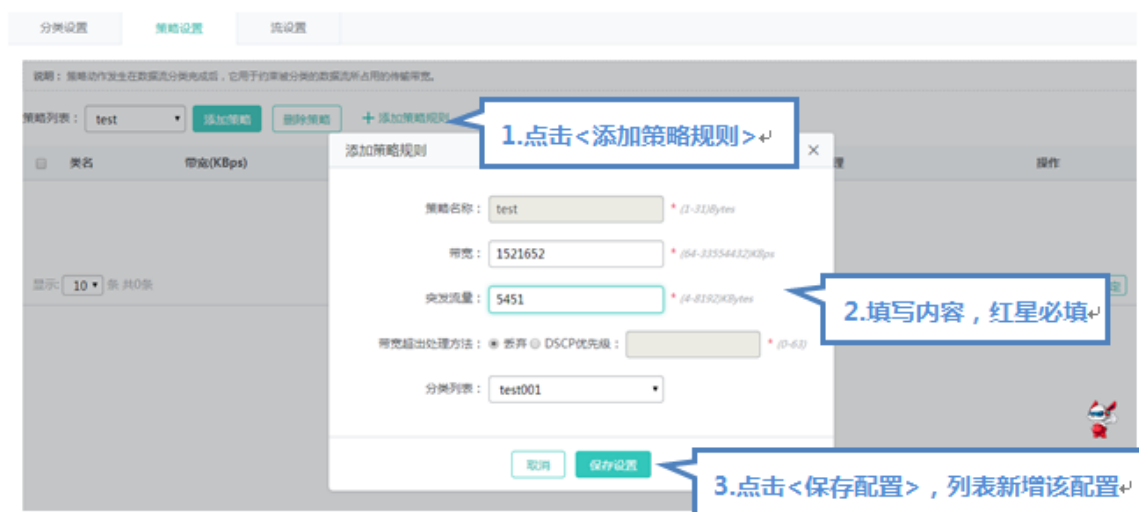 分类设置 策略设置 流设置
说明：策略动作发生在数据流分类完成后，它用于约束被分类的数据流所占用的传输带宽。
策略列表： test 添加策略 删除策略 + 添加策略规则
1.点击<添加策略规则>↵
添加策略规则 ×
类名 带宽(KBps) 理 操作
策略名称： test * (1-31)Bytes
带宽： 1521652 * (64-33554432)KBps
显示: 10 条 共0条 定
突发流量： 5451 * (4-8192)KBytes
2.填写内容，红星必填↵
带宽超出处理方法： 丢弃 DSCP优先级： * (0-63)
分类列表： test001
取消 保存设置
3.点击<保存配置>，列表新增该配置↵